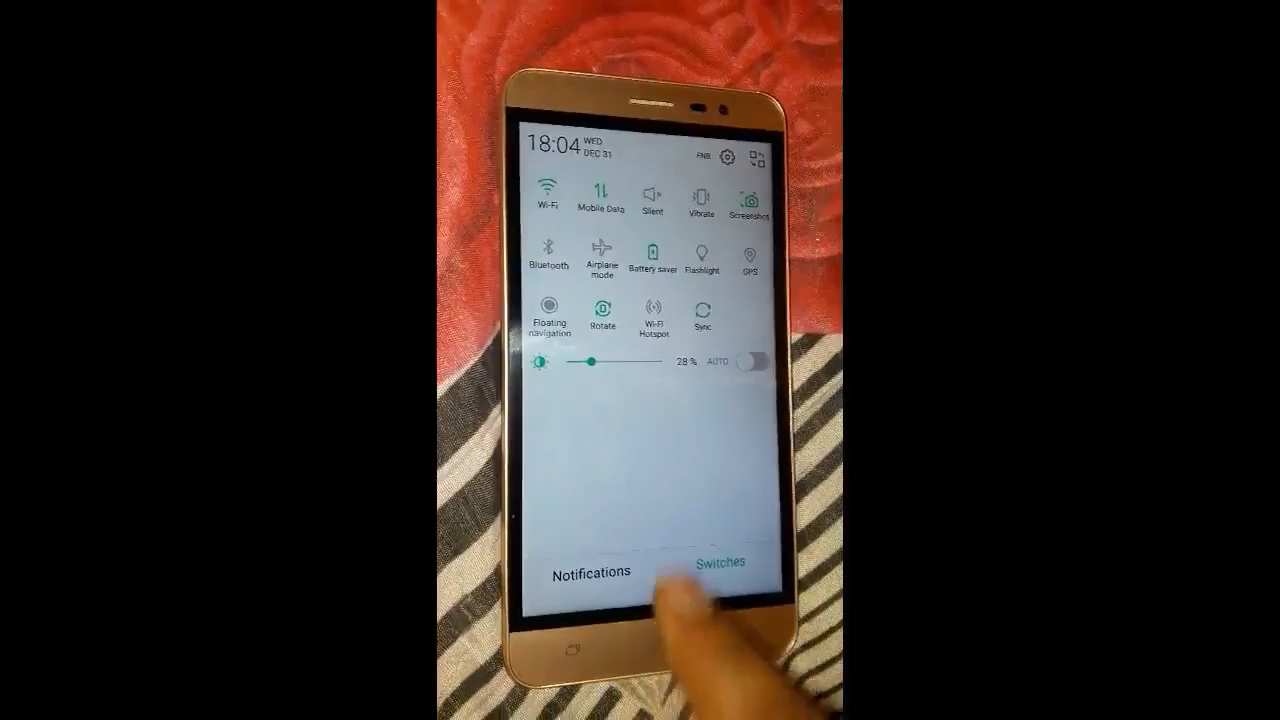 18:04 WED
DEC 31
FNB
Wi-Fi Mobile Data Silent Vibrate Screenshot
Bluetooth Airplane
mode Battery saver Flashlight GPS
Floating
navigation Rotate Wi-Fi
Hotspot Sync
28 % AUTO
Notifications Switches